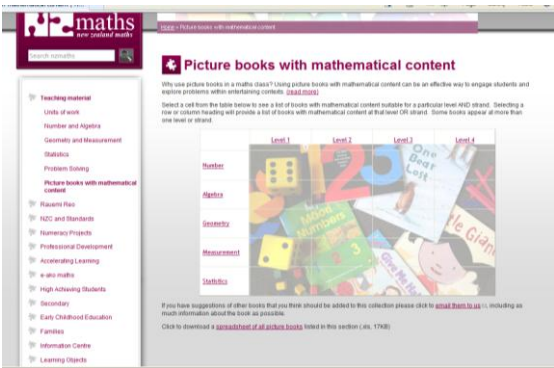 maths
new zealand maths
Search nzmaths
Home » Picture books with mathematical content
Teaching material
Units of work
Number and Algebra
Geometry and Measurement
Statistics
Problem Solving
Picture books with mathematical
content
Rauemi Reo
NZC and Standards
Numeracy Projects
Professional Development
Accelerating Learning
e-ako maths
High Achieving Students
Secondary
Early Childhood Education
Families
Information Centre
Learning Objects
Picture books with mathematical content
Why use picture books in a maths class? Using picture books with mathematical content can be an effective way to engage students and
explore problems within entertaining contexts. (read more)
Select a cell from the table below to see a list of books with mathematical content suitable for a particular level AND strand. Selecting a
row or column heading will provide a list of books with mathematical content at that level OR strand. Some books appear at more than
one level or strand.
Level 1 Level 2 Level 3 Level 4
Number
Algebra
Geometry
Measurement
Statistics
One
Bear
Lost
Moon
Numbers
Give Me Ha
le Gia
If you have suggestions of other books that you think should be added to this collection please click to email them to us, including as
much information about the book as possible.
Click to download a spreadsheet of all picture books listed in this section (.xls, 17KB)